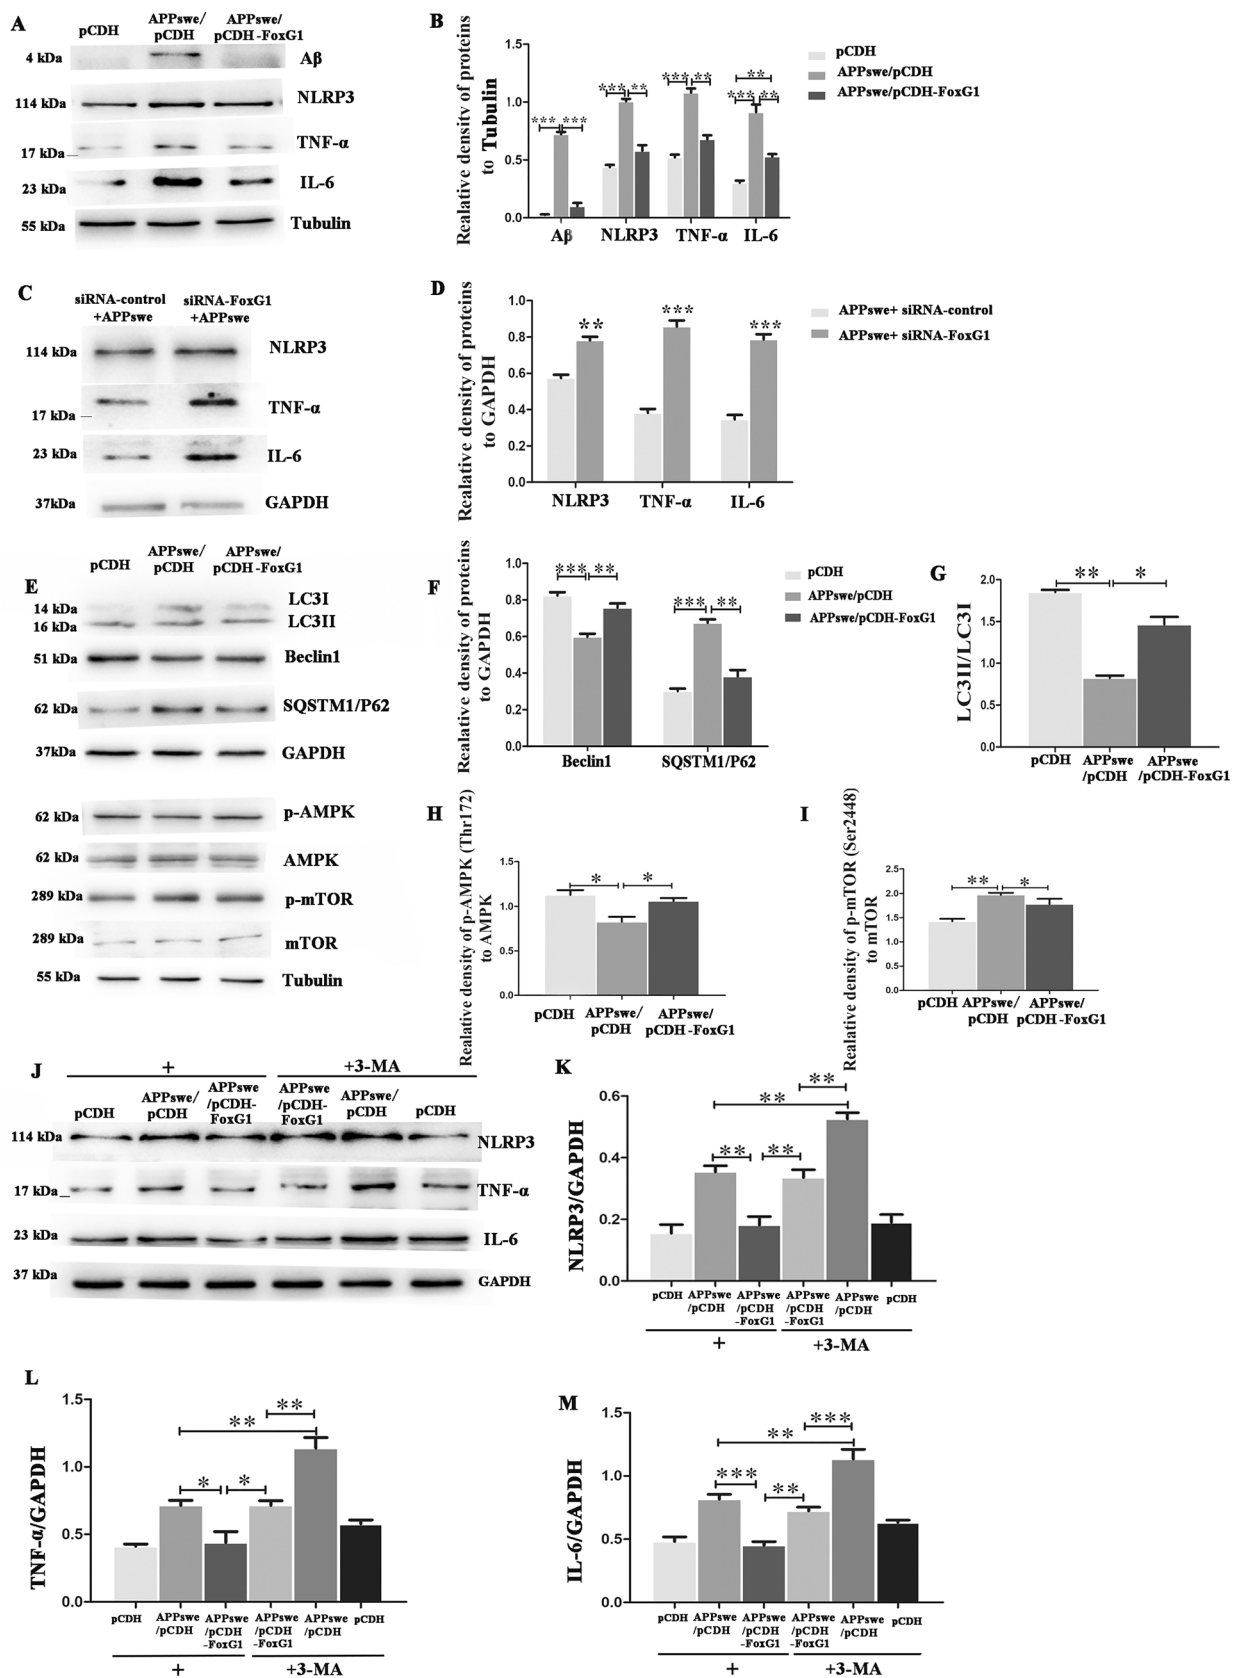 A
pCDH
APPswe/
pCDH
APPswe/
pCDH-FoxG1
4 kDa
Aβ
114 kDa
NLRP3
17 kDa
TNF-α
23 kDa
IL-6
55 kDa
Tubulin
B
Realative density of proteins
to Tubulin
1.5
1.0
0.5
0.0
*** ***
*** **
*** **
**
*** **
Aβ NLRP3 TNF-α IL-6
pCDH
APPswe/pCDH
APPswe/pCDH-FoxG1
C
siRNA-control
+APPswe
siRNA-FoxG1
+APPswe
114 kDa
NLRP3
17 kDa
TNF-α
23 kDa
IL-6
37kDa
GAPDH
D
Realative density of proteins
to GAPDH
1.0
0.8
0.6
0.4
0.2
0.0
** *** ***
NLRP3 TNF-α IL-6
APPswe+ siRNA-control
APPswe+ siRNA-FoxG1
E
pCDH
APPswe/
pCDH
APPswe/
pCDH-FoxG1
14 kDa
LC3I
16 kDa
LC3II
51 kDa
Beclin1
62 kDa
SQSTM1/P62
37kDa
GAPDH
62 kDa
p-AMPK
62 kDa
AMPK
289 kDa
p-mTOR
289 kDa
mTOR
55 kDa
Tubulin
F
Realative density of proteins
to GAPDH
1.0
0.8
0.6
0.4
0.2
0.0
*** **
*** **
Beclin1 SQSTM1/P62
pCDH
APPswe/pCDH
APPswe/pCDH-FoxG1
G
LC3II/LC3I
2.0
1.5
1.0
0.5
0.0
** *
pCDH
APPswe
/pCDH
APPswe
/pCDH-FoxG1
H
Realative density of p-AMPK (Thr172)
to AMPK
1.5
1.0
0.5
0.0
* *
pCDH
APPswe/
pCDH
APPswe/
pCDH-FoxG1
I
Realative density of p-mTOR (Ser2448)
to mTOR
2.5
2.0
1.5
1.0
0.5
0.0
** *
pCDH
APPswe/
pCDH
APPswe/
pCDH-FoxG1
J
+ +3-MA
pCDH
APPswe/
pCDH
APPswe
/pCDH-
FoxG1
APPswe
/pCDH-
FoxG1
APPswe/
pCDH
pCDH
114 kDa
NLRP3
17 kDa
TNF-α
23 kDa
IL-6
37 kDa
GAPDH
K
NLRP3/GAPDH
0.6
0.4
0.2
0.0
**
**
** **
pCDH
APPswe
/pCDH
APPswe
/pCDH
-FoxG1
APPswe
/pCDH
-FoxG1
APPswe
/pCDH
pCDH
+ +3-MA
L
TNF-α/GAPDH
1.5
1.0
0.5
0.0
**
**
* *
pCDH
APPswe
/pCDH
APPswe
/pCDH
-FoxG1
APPswe
/pCDH
-FoxG1
APPswe
/pCDH
pCDH
+ +3-MA
M
IL-6/GAPDH
1.5
1.0
0.5
0.0
***
**
*** **
pCDH
APPswe
/pCDH
APPswe
/pCDH
-FoxG1
APPswe
/pCDH
-FoxG1
APPswe
/pCDH
pCDH
+ +3-MA